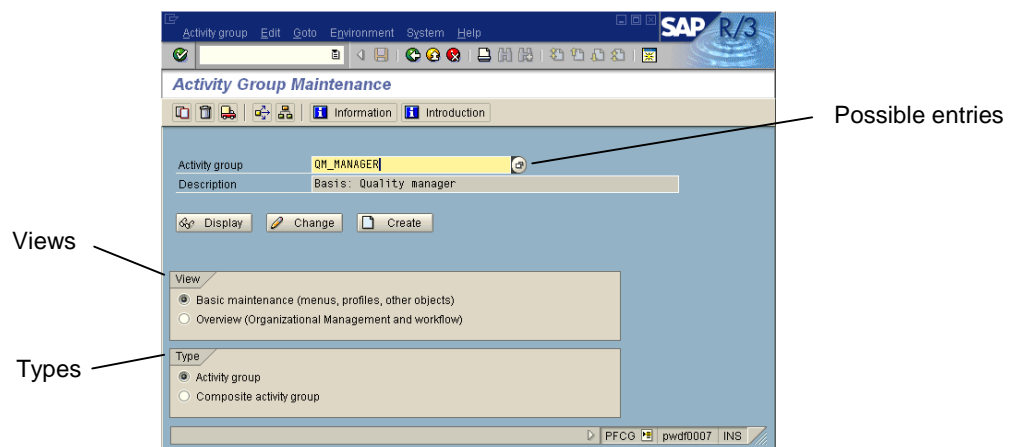 Activity group Edit Goto Environment System Help
SAP R/3
Activity Group Maintenance
Information Introduction
Possible entries
Activity group QM_MANAGER
Description Basis: Quality manager
Display Change Create
Views
View
Basic maintenance (menus, profiles, other objects)
Overview (Organizational Management and workflow)
Types
Type
Activity group
Composite activity group
PFCG pwdf0007 INS